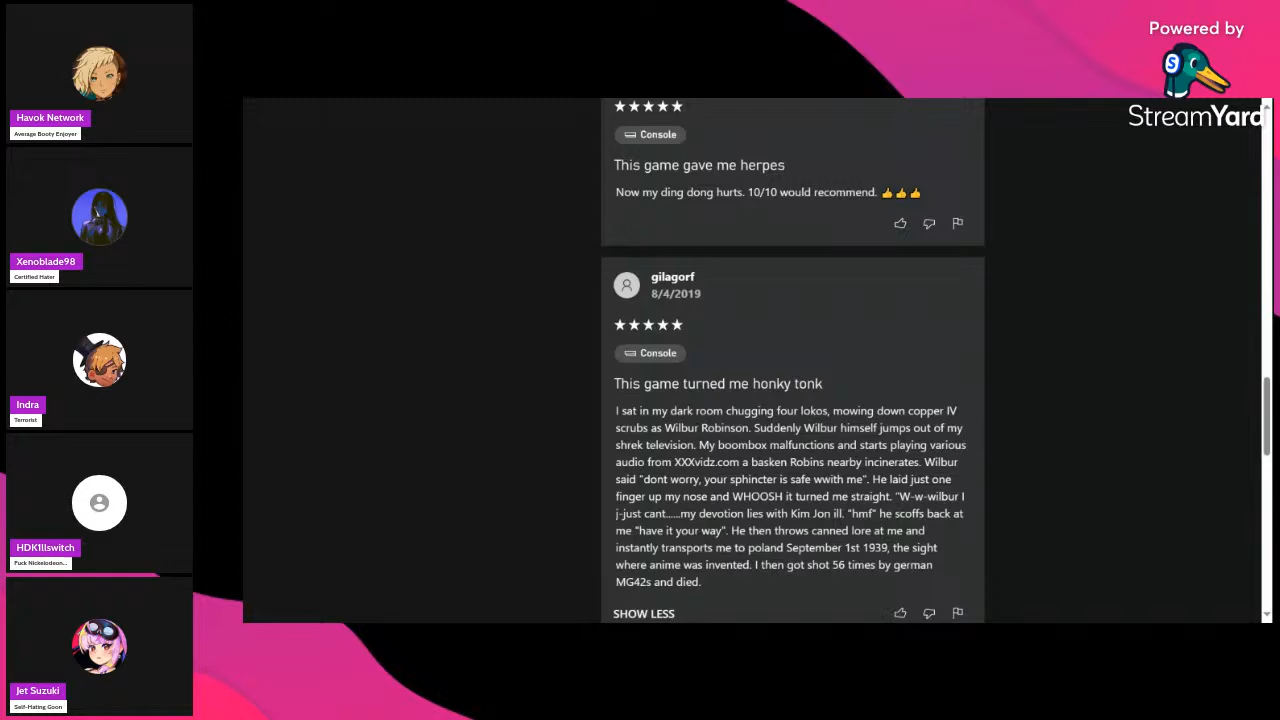 Powered by
StreamYard
Havok Network
Average Booty Enjoyer
Xenoblade98
Certified Hater
Indra
Terrorist
HDK1llswitch
Fuck Nickelodeon...
Jet Suzuki
Self-Hating Goon
★★★★★
Console
This game gave me herpes
Now my ding dong hurts. 10/10 would recommend. 👍👍👍
gilagorf
8/4/2019
★★★★★
Console
This game turned me honky tonk
I sat in my dark room chugging four lokos, mowing down copper IV
scrubs as Wilbur Robinson. Suddenly Wilbur himself jumps out of my
shrek television. My boombox malfunctions and starts playing various
audio from XXXvidz.com a basken Robins nearby incinerates. Wilbur
said "dont worry, your sphincter is safe wwith me". He laid just one
finger up my nose and WHOOSH it turned me straight. "W-w-wilbur I
j-just cant......my devotion lies with Kim Jon ill. "hmf" he scoffs back at
me "have it your way". He then throws canned lore at me and
instantly transports me to poland September 1st 1939, the sight
where anime was invented. I then got shot 56 times by german
MG42s and died.
SHOW LESS